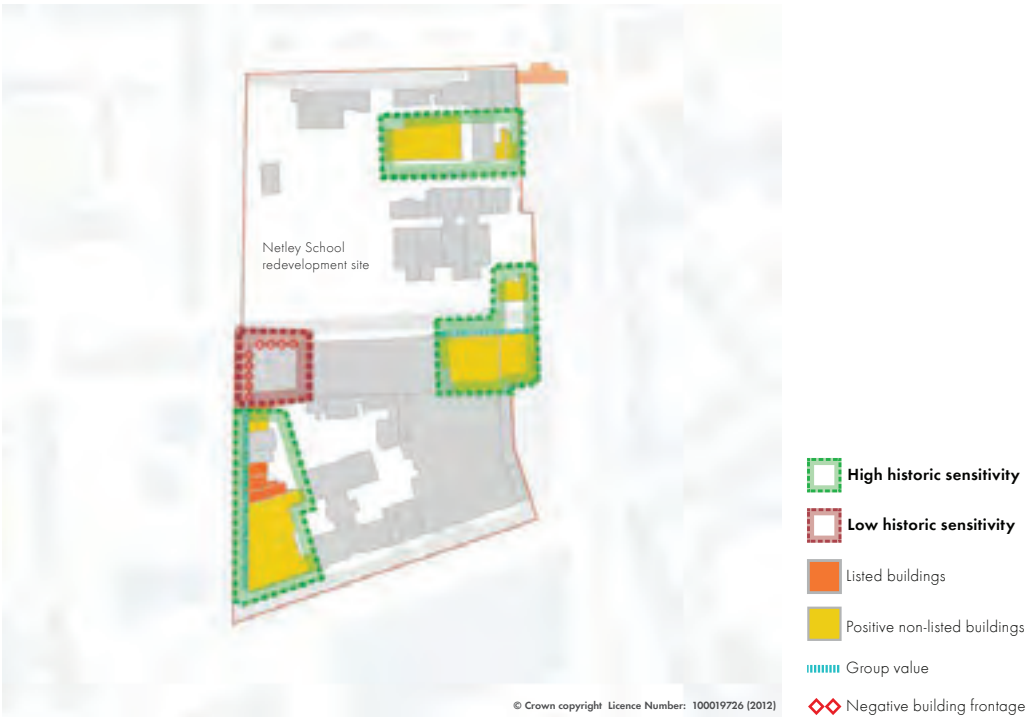 Netley School
redevelopment site
High historic sensitivity
Low historic sensitivity
Listed buildings
Positive non-listed buildings
Group value
Negative building frontage
© Crown copyright Licence Number: 100019726 (2012)